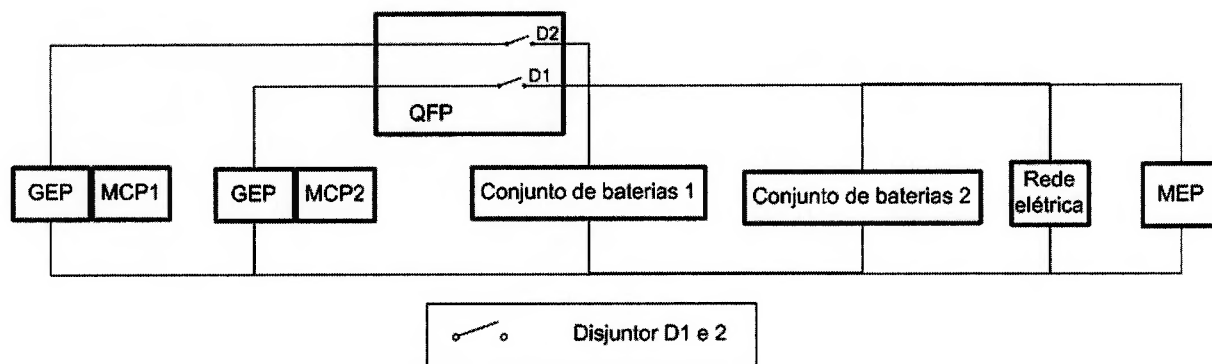 D2
D1
QFP
GEP MCP1
GEP MCP2
Conjunto de baterias 1
Conjunto de baterias 2
Rede
elétrica
MEP
Disjuntor D1 e 2